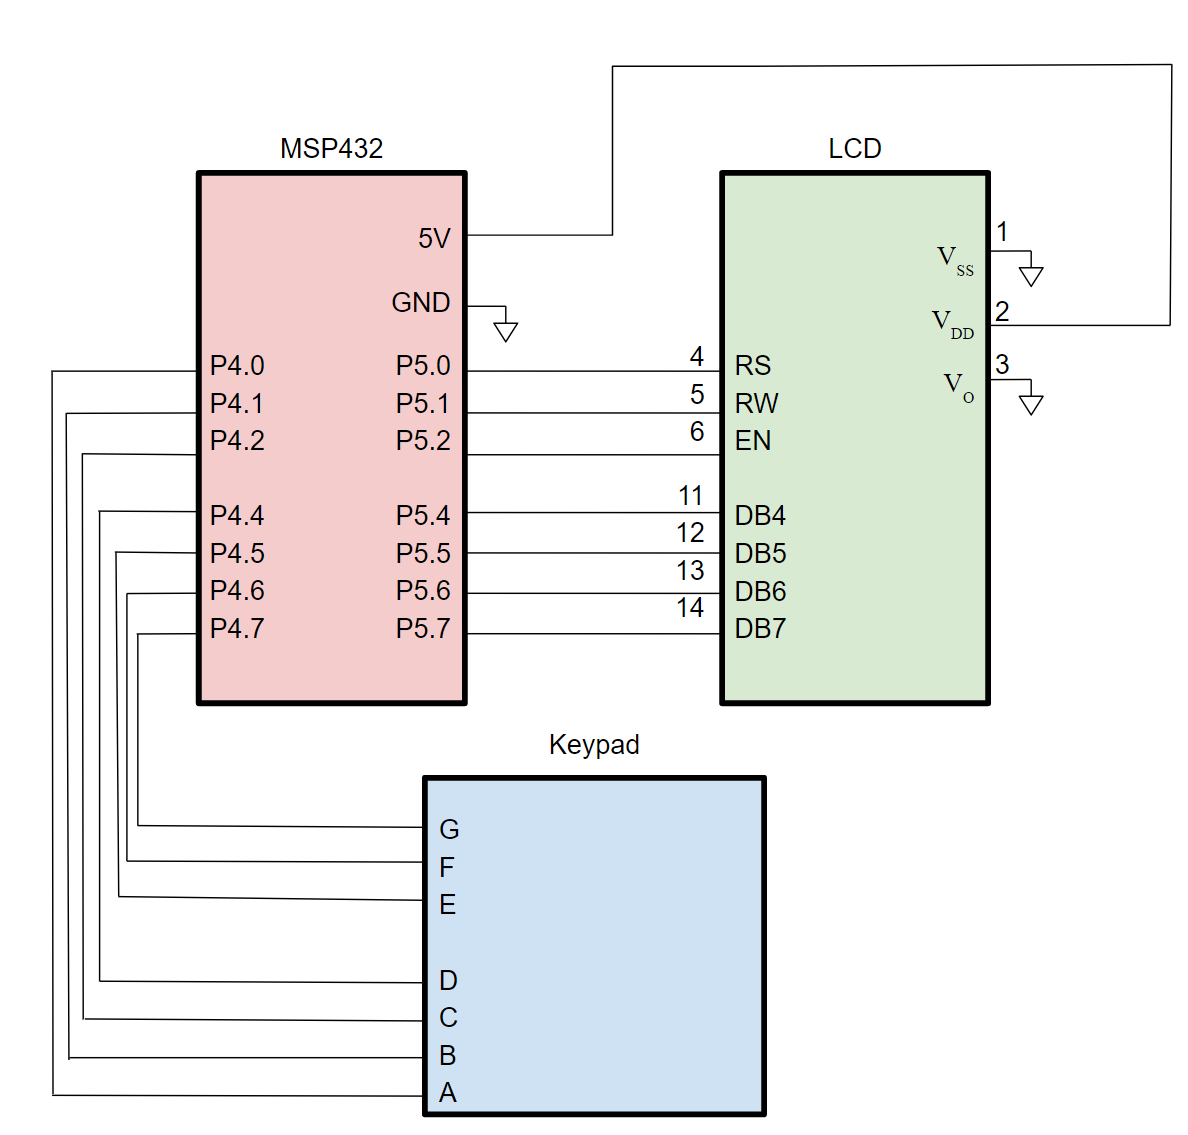 MSP432
LCD
5V
GND
P4.0
P4.1
P4.2
P4.4
P4.5
P4.6
P4.7
P5.0
P5.1
P5.2
P5.4
P5.5
P5.6
P5.7
4
5
6
11
12
13
14
RS
RW
EN
DB4
DB5
DB6
DB7
VSS
VDD
VO
1
2
3
Keypad
G
F
E
D
C
B
A